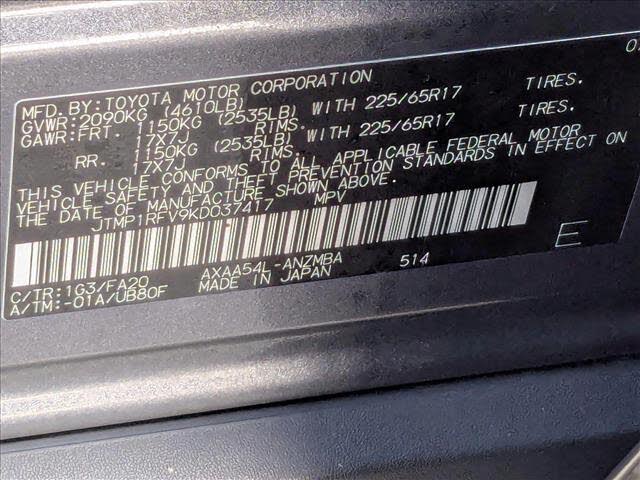 07
MFD. BY: TOYOTA MOTOR CORPORATION
GVWR: 2090KG (4610LB)
GAWR: FRT. 1150KG (2535LB) WITH 225/65R17 TIRES.
17X7J RIMS.
RR. 1150KG (2535LB) WITH 225/65R17 TIRES.
17X7J RIMS.
THIS VEHICLE CONFORMS TO ALL APPLICABLE FEDERAL MOTOR
VEHICLE SAFETY AND THEFT PREVENTION STANDARDS IN EFFECT ON
THE DATE OF MANUFACTURE SHOWN ABOVE.
JTMP1RFV9KD037417 MPV
C/TR: 1G3/FA20 AXAA54L-ANZMBA 514
A/TM: -01A/UB80F MADE IN JAPAN
E